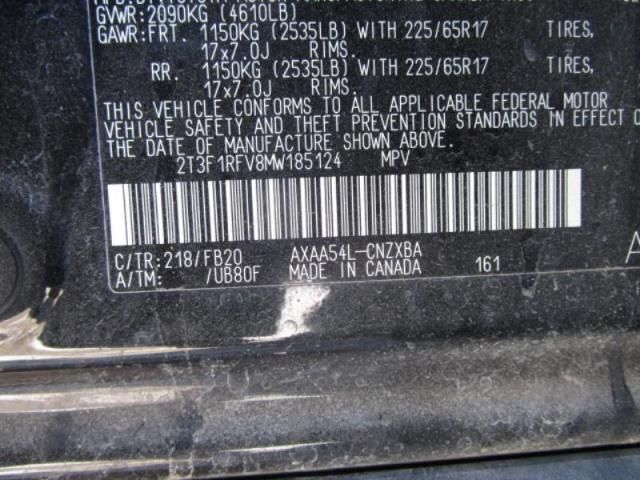 GVWR: 2090KG (4610LB)
GAWR: FRT. 1150KG (2535LB) WITH 225/65R17 TIRES,
17x7.0J RIMS.
RR. 1150KG (2535LB) WITH 225/65R17 TIRES,
17x7.0J RIMS.
THIS VEHICLE CONFORMS TO ALL APPLICABLE FEDERAL MOTOR
VEHICLE SAFETY AND THEFT PREVENTION STANDARDS IN EFFECT
THE DATE OF MANUFACTURE SHOWN ABOVE.
2T3F1RFV8MW185124 MPV
C/TR: 218/FB20 AXAA54L-CNZXBA
A/TM: /UB80F MADE IN CANADA 161